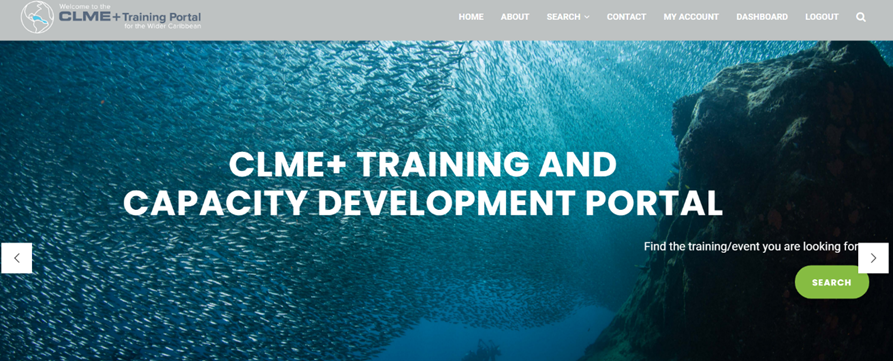 Welcome to the
CLME+ Training Portal
for the Wider Caribbean
HOME ABOUT SEARCH CONTACT MY ACCOUNT DASHBOARD LOGOUT
CLME+ TRAINING AND
CAPACITY DEVELOPMENT PORTAL
Find the training/event you are looking for
SEARCH